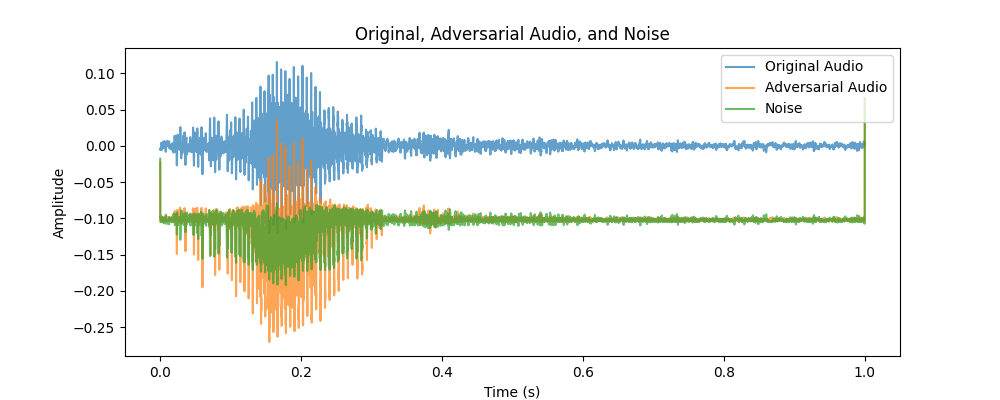 Original, Adversarial Audio, and Noise
Original Audio
Adversarial Audio
Noise
0.10
0.05
0.00
−0.05
−0.10
−0.15
−0.20
−0.25
Amplitude
0.0
0.2
0.4
0.6
0.8
1.0
Time (s)